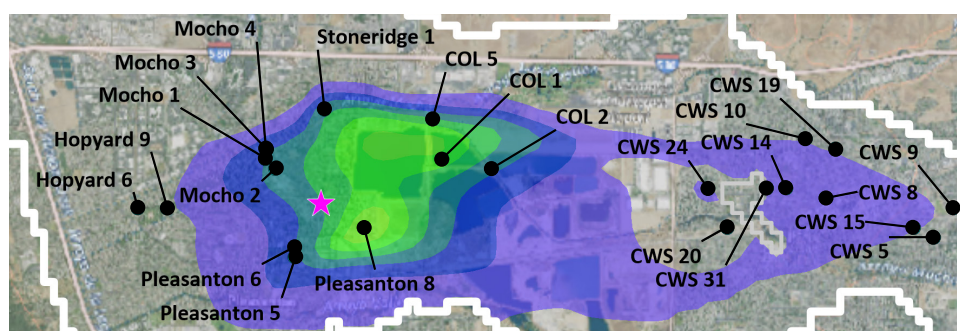 Mocho 4
Stoneridge 1
Mocho 3
COL 5
Mocho 1
COL 1
CWS 19
COL 2
CWS 10
Hopyard 9
CWS 24
CWS 14
CWS 9
Hopyard 6
Mocho 2
CWS 8
CWS 15
CWS 20
CWS 5
Pleasanton 6
CWS 31
Pleasanton 8
Pleasanton 5